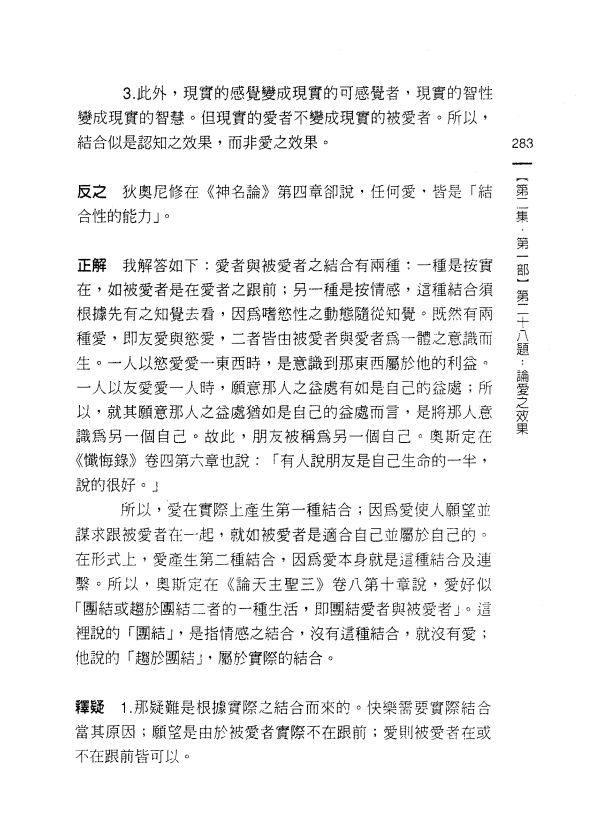 3.此外，現實的感覺變成現實的可感覺者，現實的智性
變成現實的智慧。但現實的愛者不變成現實的被愛者。所以，
結合似是認知之效果，而非愛之效果。
反之　狄奧尼修在《神名論》第四章卻說，任何愛，皆是「結
合性的能力」。
正解　我解答如下：愛者與被愛者之結合有兩種：一種是按實
在，如被愛者是在愛者之跟前；另一種是按情感，這種結合須
根據先有之知覺去看，因爲嗜慾性之動態隨從知覺。既然有兩
種愛，即友愛與慾愛，二者皆由被愛者與愛者爲一體之意識而
生。一人以慾愛愛一東西時，是意識到那東西屬於他的利益。
一人以友愛愛一人時，願意那人之益處有如是自己的益處；所
以，就其願意那人之益處猶如是自己的益處而言，是將那人意
識爲另一個自己。故此，朋友被稱爲另一個自己。奧斯定在
《懺悔錄》卷四第六章也說：「有人說朋友是自己生命的一半，
說的很好。」
所以，愛在實際上產生第一種結合；因爲愛使人願望並
謀求跟被愛者在一起，就如被愛者是適合自己並屬於自己的。
在形式上，愛產生第二種結合，因爲愛本身就是這種結合及連
繫。所以，奧斯定在《論天主聖三》卷八第十章說，愛好似
「團結或趨於團結二者的一種生活，即團結愛者與被愛者」。這
裡說的「團結」，是指情感之結合，沒有這種結合，就沒有愛；
他說的「趨於團結」，屬於實際的結合。
釋疑　1.那疑難是根據實際之結合而來的。快樂需要實際結合
當其原因；願望是由於被愛者實際不在跟前；愛則被愛者在或
不在跟前皆可以。
283
【第二集．第一部】第二十八題：論愛之效果